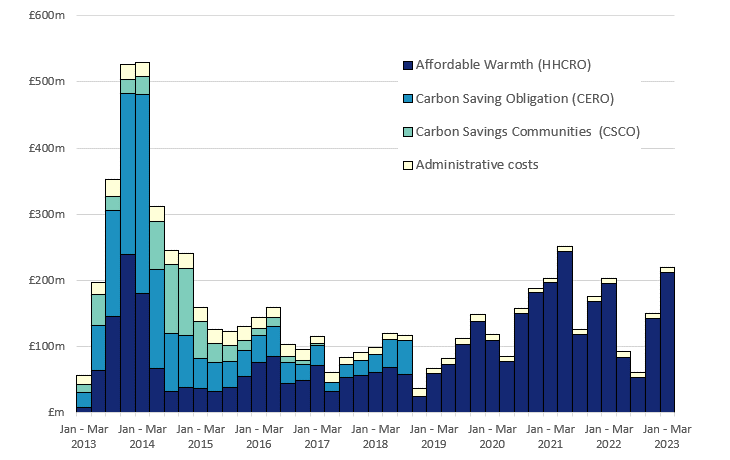 £600m
£500m
£400m
£300m
£200m
£100m
£m
Affordable Warmth (HHCRO)
Carbon Saving Obligation (CERO)
Carbon Savings Communities  (CSCO)
Administrative costs
Jan - Mar Jan - Mar Jan - Mar Jan - Mar Jan - Mar Jan - Mar Jan - Mar Jan - Mar Jan - Mar Jan - Mar Jan - Mar
2013 2014 2015 2016 2017 2018 2019 2020 2021 2022 2023